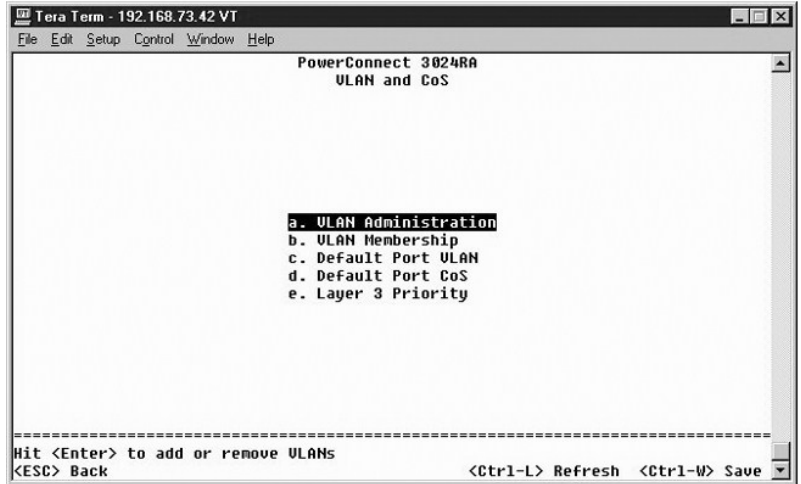 Tera Term - 192.168.73.42 VT
File Edit Setup Control Window Help
PowerConnect 3024RA
VLAN and CoS
a. VLAN Administration
b. VLAN Membership
c. Default Port VLAN
d. Default Port CoS
e. Layer 3 Priority
================================================================================
Hit <Enter> to add or remove VLANs
<ESC> Back <Ctrl-L> Refresh <Ctrl-W> Save